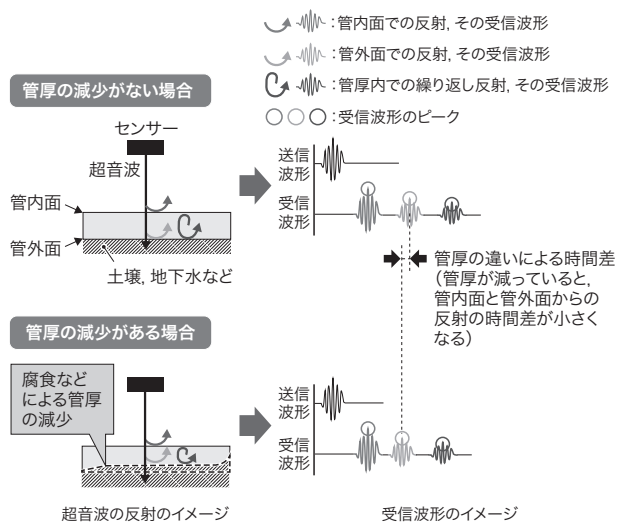 :管内面での反射, その受信波形
:管外面での反射, その受信波形
:管厚内での繰り返し反射, その受信波形
:受信波形のピーク
管厚の減少がない場合
センサー
超音波
管内面
管外面
土壌, 地下水など
送信
波形
受信
波形
管厚の違いによる時間差
(管厚が減っていると,
管内面と管外面からの
反射の時間差が小さく
なる)
管厚の減少がある場合
腐食など
による管厚
の減少
送信
波形
受信
波形
超音波の反射のイメージ
受信波形のイメージ